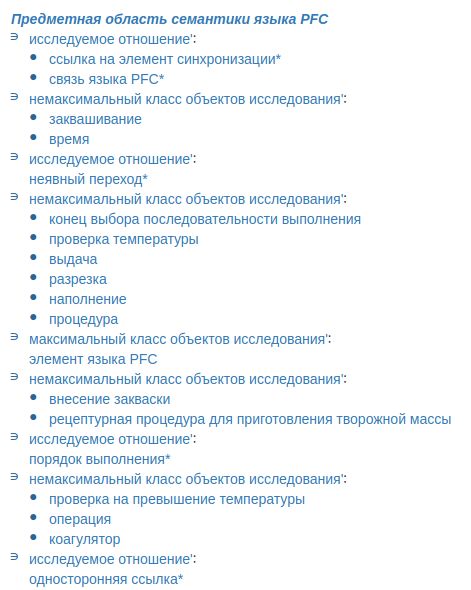 Предметная область семантики языка PFC
∍ исследуемое отношение':
● ссылка на элемент синхронизации*
● связь языка PFC*
∍ немаксимальный класс объектов исследования':
● заквашивание
● время
∍ исследуемое отношение':
неявный переход*
∍ немаксимальный класс объектов исследования':
● конец выбора последовательности выполнения
● проверка температуры
● выдача
● разрезка
● наполнение
● процедура
∍ максимальный класс объектов исследования':
элемент языка PFC
∍ немаксимальный класс объектов исследования':
● внесение закваски
● рецептурная процедура для приготовления творожной массы
∍ исследуемое отношение':
порядок выполнения*
∍ немаксимальный класс объектов исследования':
● проверка на превышение температуры
● операция
● коагулятор
∍ исследуемое отношение':
односторонняя ссылка*